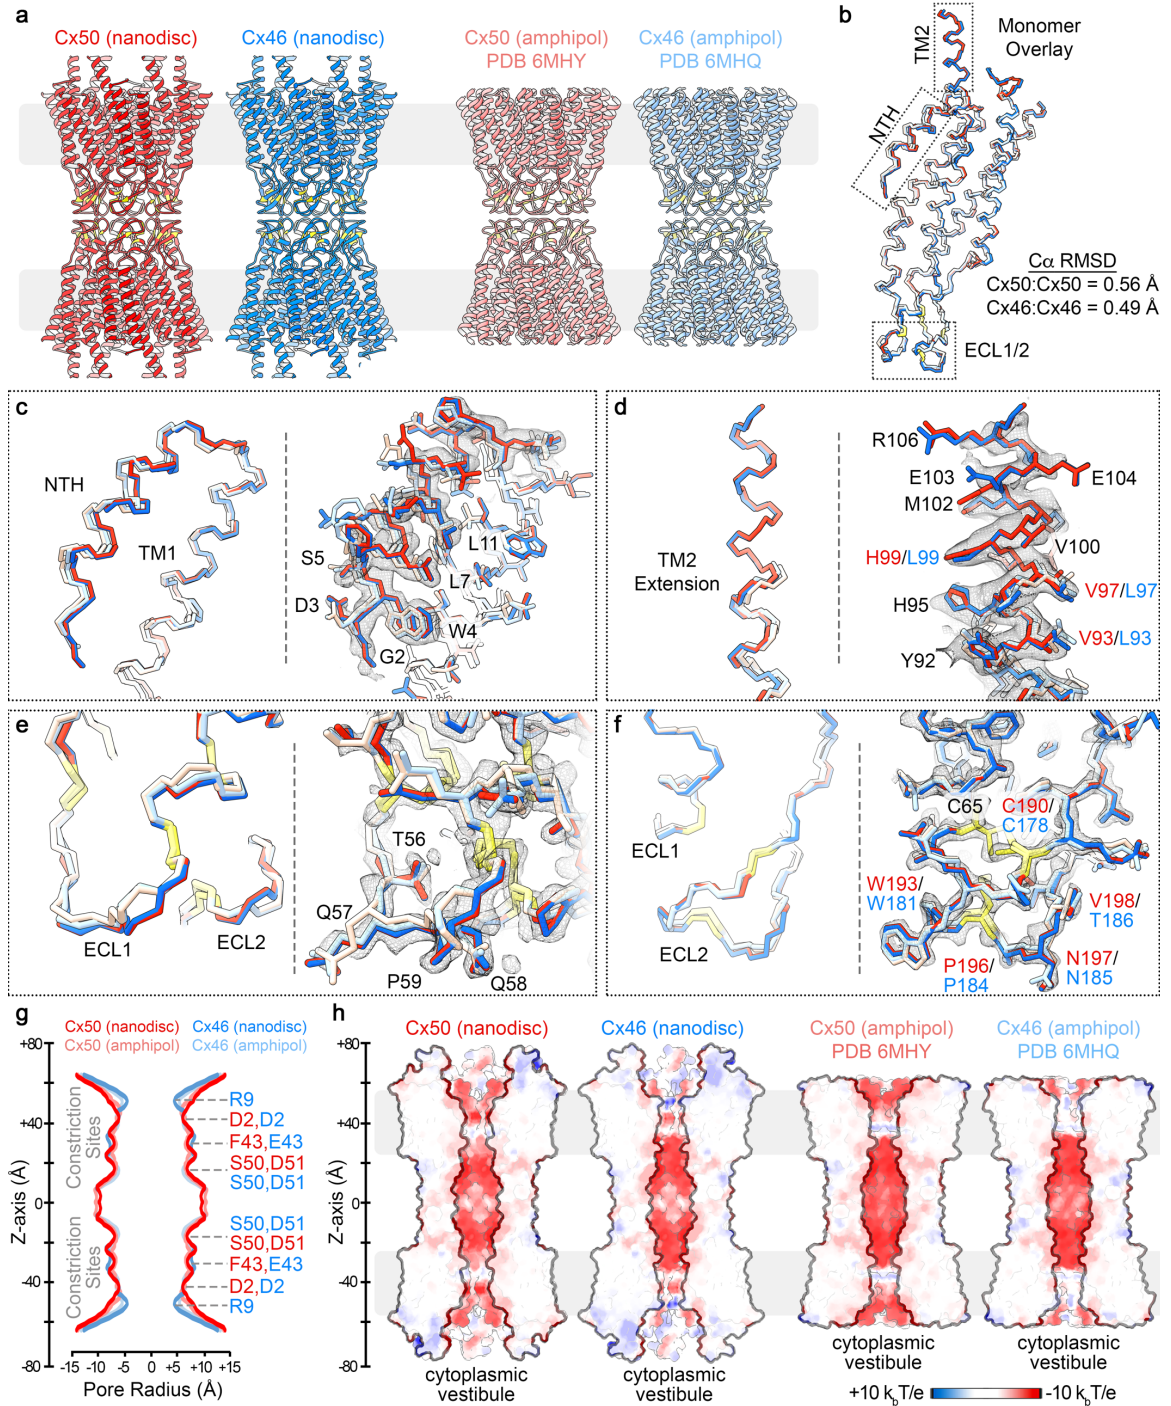 a
Cx50 (nanodisc)
Cx46 (nanodisc)
Cx50 (amphipol)
PDB 6MHY
Cx46 (amphipol)
PDB 6MHQ
b
TM2
NTH
Monomer
Overlay
Cα RMSD
Cx50:Cx50 = 0.56 Å
Cx46:Cx46 = 0.49 Å
ECL1/2
c
NTH
TM1
S5
D3
G2
W4
L7
L11
d
TM2
Extension
R106
E103
E104
M102
V100
H99/L99
V97/L97
H95
V93/L93
Y92
e
ECL1
ECL2
T56
Q57
P59
Q58
f
ECL1
ECL2
C65
C190/
C178
W193/
W181
V198/
T186
P196/
P184
N197/
N185
g
Cx50 (nanodisc)
Cx50 (amphipol)
Cx46 (nanodisc)
Cx46 (amphipol)
+80
+40
0
-40
-80
Z-axis (Å)
Constriction
Sites
Constriction
Sites
R9
D2,D2
F43,E43
S50,D51
S50,D51
S50,D51
S50,D51
F43,E43
D2,D2
R9
-15 -10 -5 0 +5 +10 +15
Pore Radius (Å)
h
Cx50 (nanodisc)
Cx46 (nanodisc)
Cx50 (amphipol)
PDB 6MHY
Cx46 (amphipol)
PDB 6MHQ
+80
+40
0
-40
-80
Z-axis (Å)
cytoplasmic
vestibule
cytoplasmic
vestibule
cytoplasmic
vestibule
cytoplasmic
vestibule
+10 kbT/e
-10 kbT/e